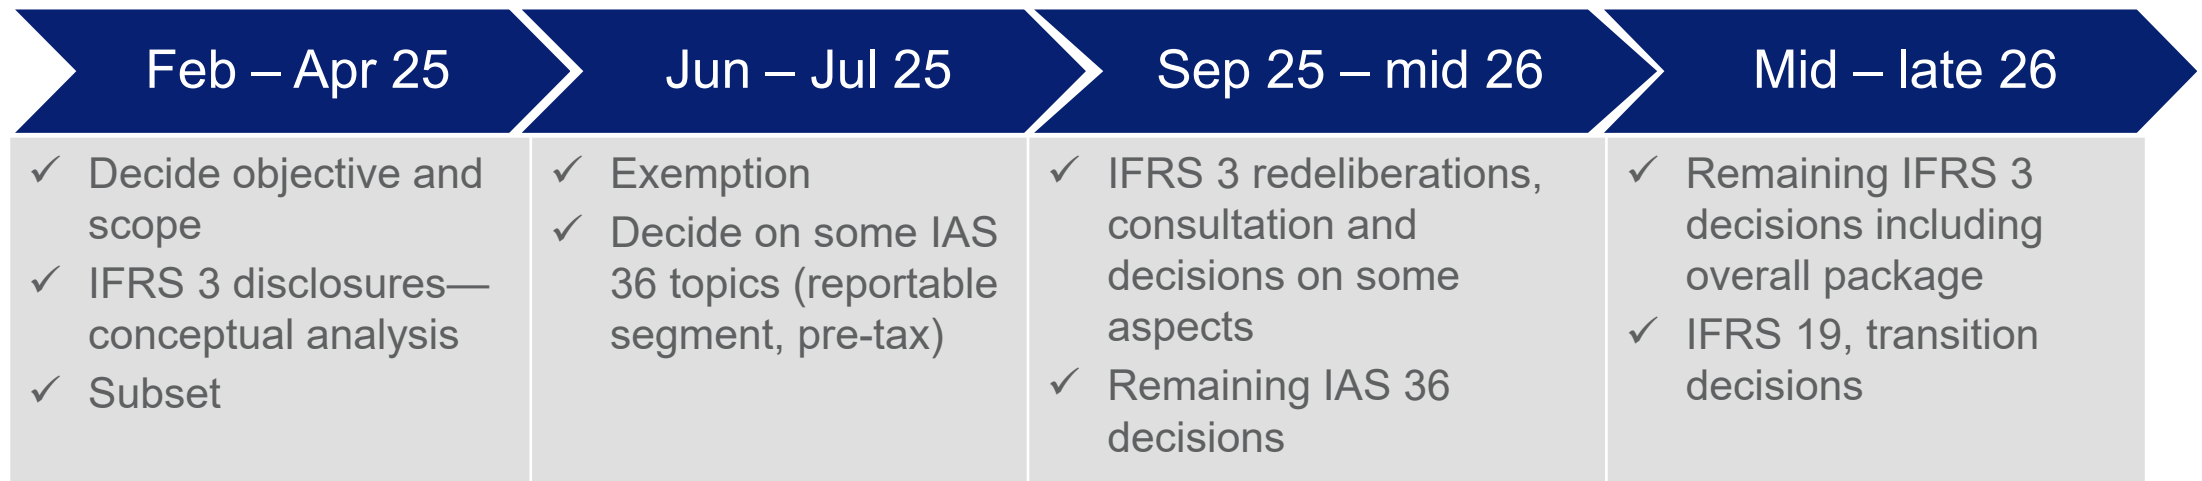 Feb – Apr 25
Jun – Jul 25
Sep 25 – mid 26
Mid – late 26
✓ Decide objective and
scope
✓ IFRS 3 disclosures—
conceptual analysis
✓ Subset
✓ Exemption
✓ Decide on some IAS
36 topics (reportable
segment, pre-tax)
✓ IFRS 3 redeliberations,
consultation and
decisions on some
aspects
✓ Remaining IAS 36
decisions
✓ Remaining IFRS 3
decisions including
overall package
✓ IFRS 19, transition
decisions